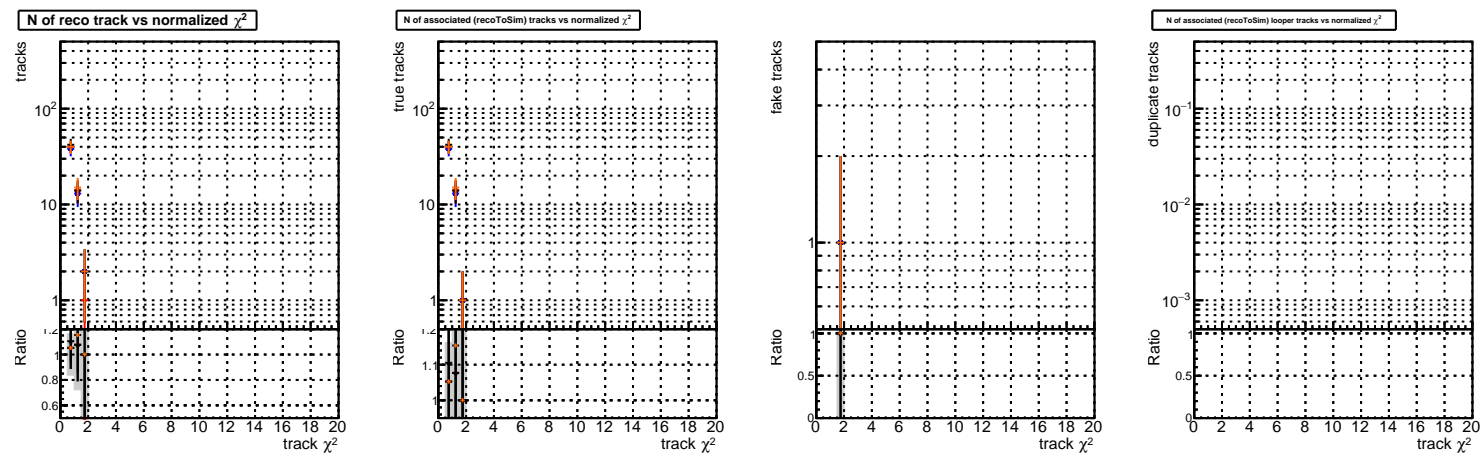 N of reco track vs normalized χ²
tracks
10²
10
1
Ratio
1.2
1
0.8
0.6
0 2 4 6 8 10 12 14 16 18 20
track χ²
N of associated (recoToSim) tracks vs normalized χ²
true tracks
10²
10
1
Ratio
1.2
1.1
1
0 2 4 6 8 10 12 14 16 18 20
track χ²
fake tracks
1
Ratio
1
0.5
0
0 2 4 6 8 10 12 14 16 18 20
track χ²
N of associated (recoToSim) looper tracks vs normalized χ²
duplicate tracks
10⁻¹
10⁻²
10⁻³
Ratio
1
0.5
0
0 2 4 6 8 10 12 14 16 18 20
track χ²